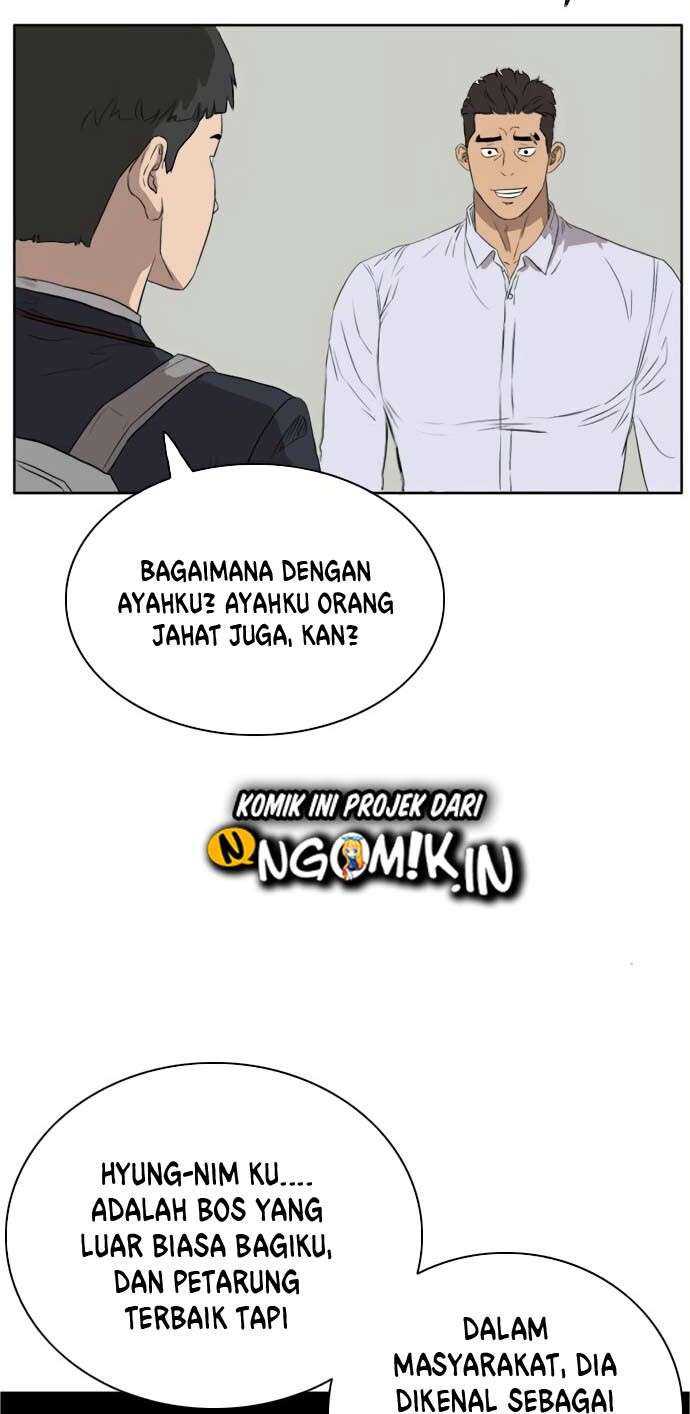 BAGAIMANA DENGAN
AYAHKU? AYAHKU ORANG
JAHAT JUGA, KAN?
KOMIK INI PROJEK DARI
N NGOM!K.IN
HYUNG-NIM KU....
ADALAH BOS YANG
LUAR BIASA BAGIKU,
DAN PETARUNG
TERBAIK TAPI
DALAM
MASYARAKAT, DIA
DIKENAL SEBAGAI